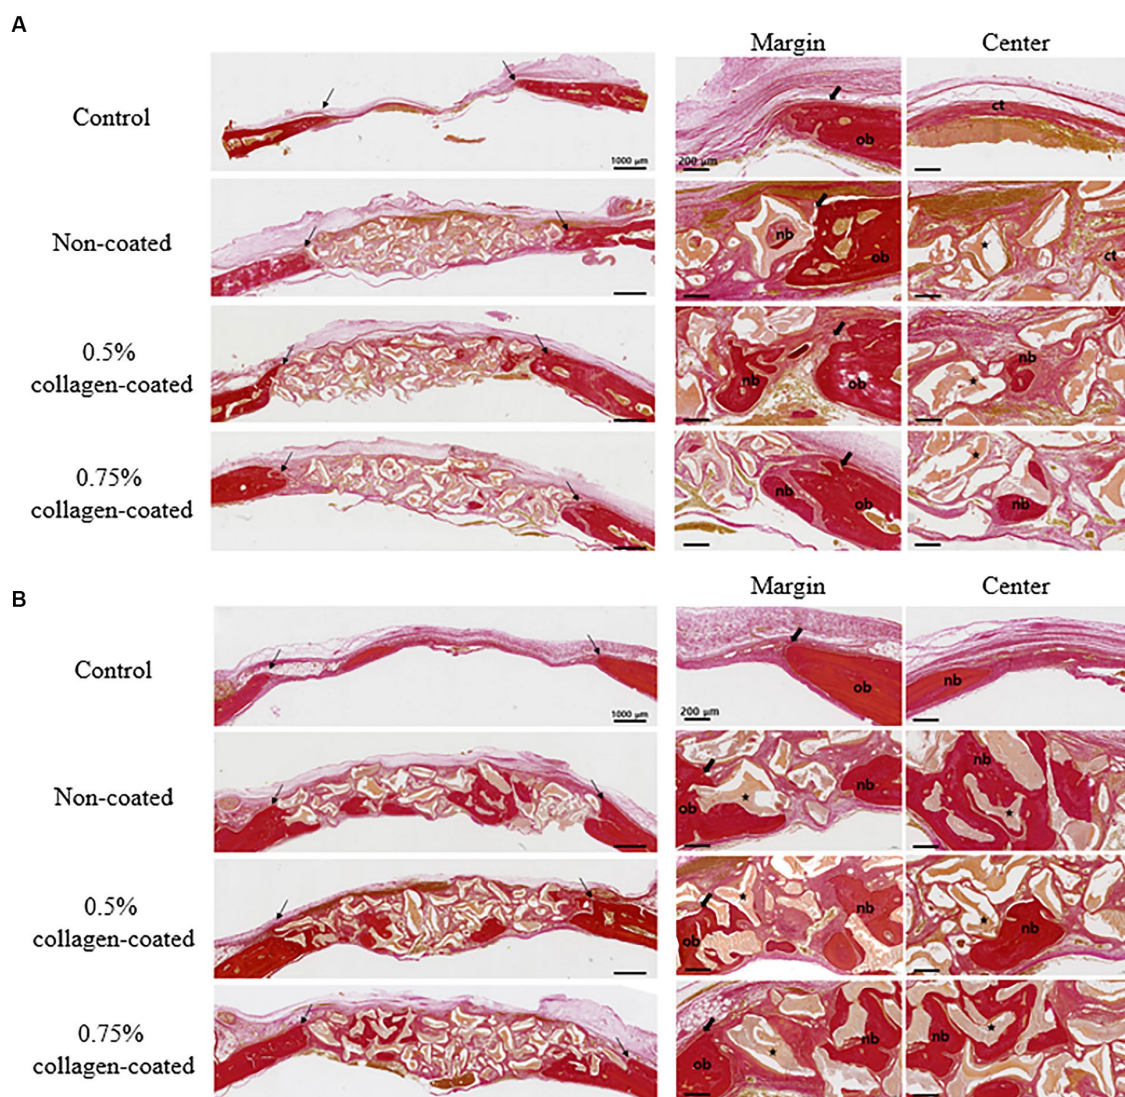 A
Margin
Center
Control
1000 μm
ob
200 μm
ct
Non-coated
nb
ob
ct
0.5%
collagen-coated
nb
ob
nb
0.75%
collagen-coated
nb
ob
nb
B
Margin
Center
Control
1000 μm
ob
200 μm
nb
Non-coated
ob
nb
nb
0.5%
collagen-coated
ob
nb
nb
0.75%
collagen-coated
ob
nb
nb